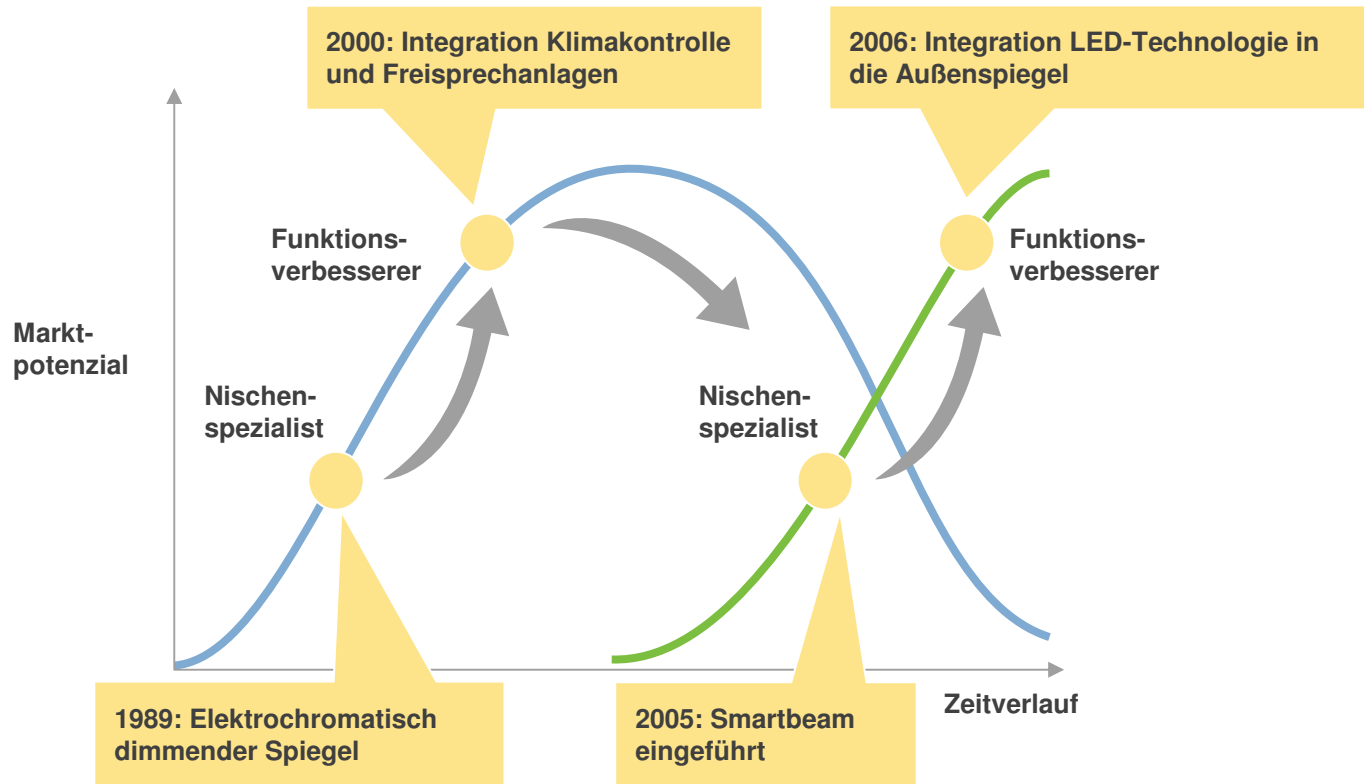 2000: Integration Klimakontrolle
und Freisprechanlagen
2006: Integration LED-Technologie in
die Außenspiegel
Funktions-
verbesserer
Funktions-
verbesserer
Markt-
potenzial
Nischen-
spezialist
Nischen-
spezialist
Zeitverlauf
1989: Elektrochromatisch
dimmender Spiegel
2005: Smartbeam
eingeführt